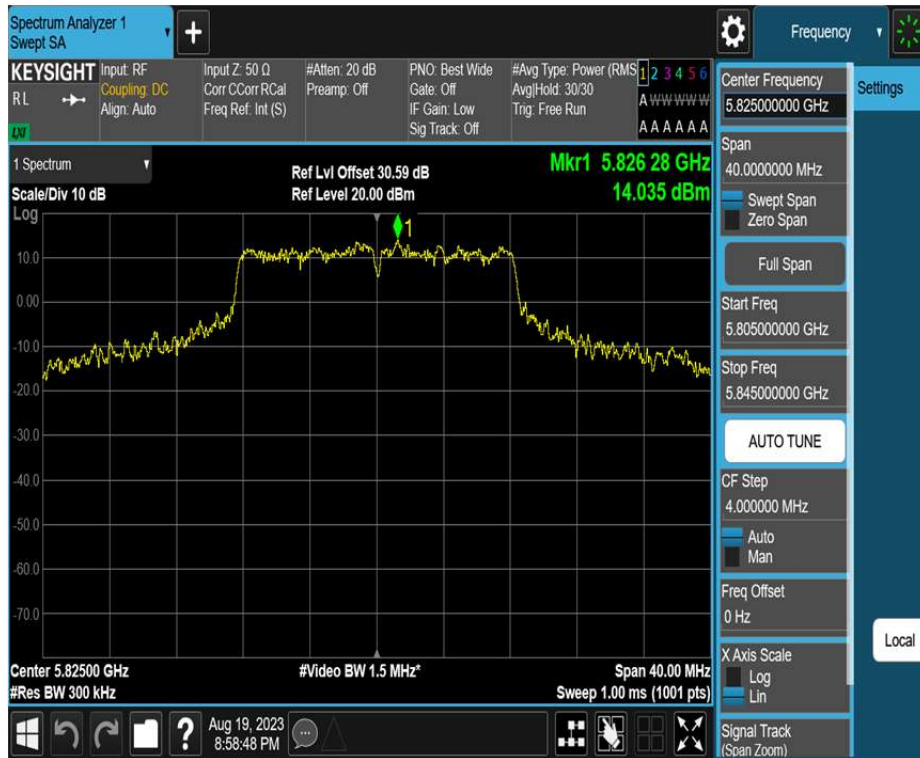 Spectrum Analyzer 1
Swept SA
+
Frequency
KEYSIGHT
R L
LXI
Input: RF
Coupling: DC
Align: Auto
Input Z: 50 Ω
Corr CCorr RCal
Freq Ref: Int (S)
#Atten: 20 dB
Preamp: Off
PNO: Best Wide
Gate: Off
IF Gain: Low
Sig Track: Off
#Avg Type: Power (RMS
Avg|Hold: 30/30
Trig: Free Run
1 2 3 4 5 6
A W W W W W
A A A A A A
1 Spectrum
Scale/Div 10 dB
Log
Ref Lvl Offset 30.59 dB
Ref Level 20.00 dBm
Mkr1 5.826 28 GHz
14.035 dBm
1
10.0
0.00
-10.0
-20.0
-30.0
-40.0
-50.0
-60.0
-70.0
Center 5.82500 GHz
#Res BW 300 kHz
#Video BW 1.5 MHz*
Span 40.00 MHz
Sweep 1.00 ms (1001 pts)
?
Aug 19, 2023
8:58:48 PM
Center Frequency
5.825000000 GHz
Span
40.0000000 MHz
Swept Span
Zero Span
Full Span
Start Freq
5.805000000 GHz
Stop Freq
5.845000000 GHz
AUTO TUNE
CF Step
4.000000 MHz
Auto
Man
Freq Offset
0 Hz
X Axis Scale
Log
Lin
Signal Track
(Span Zoom)
Settings
Local